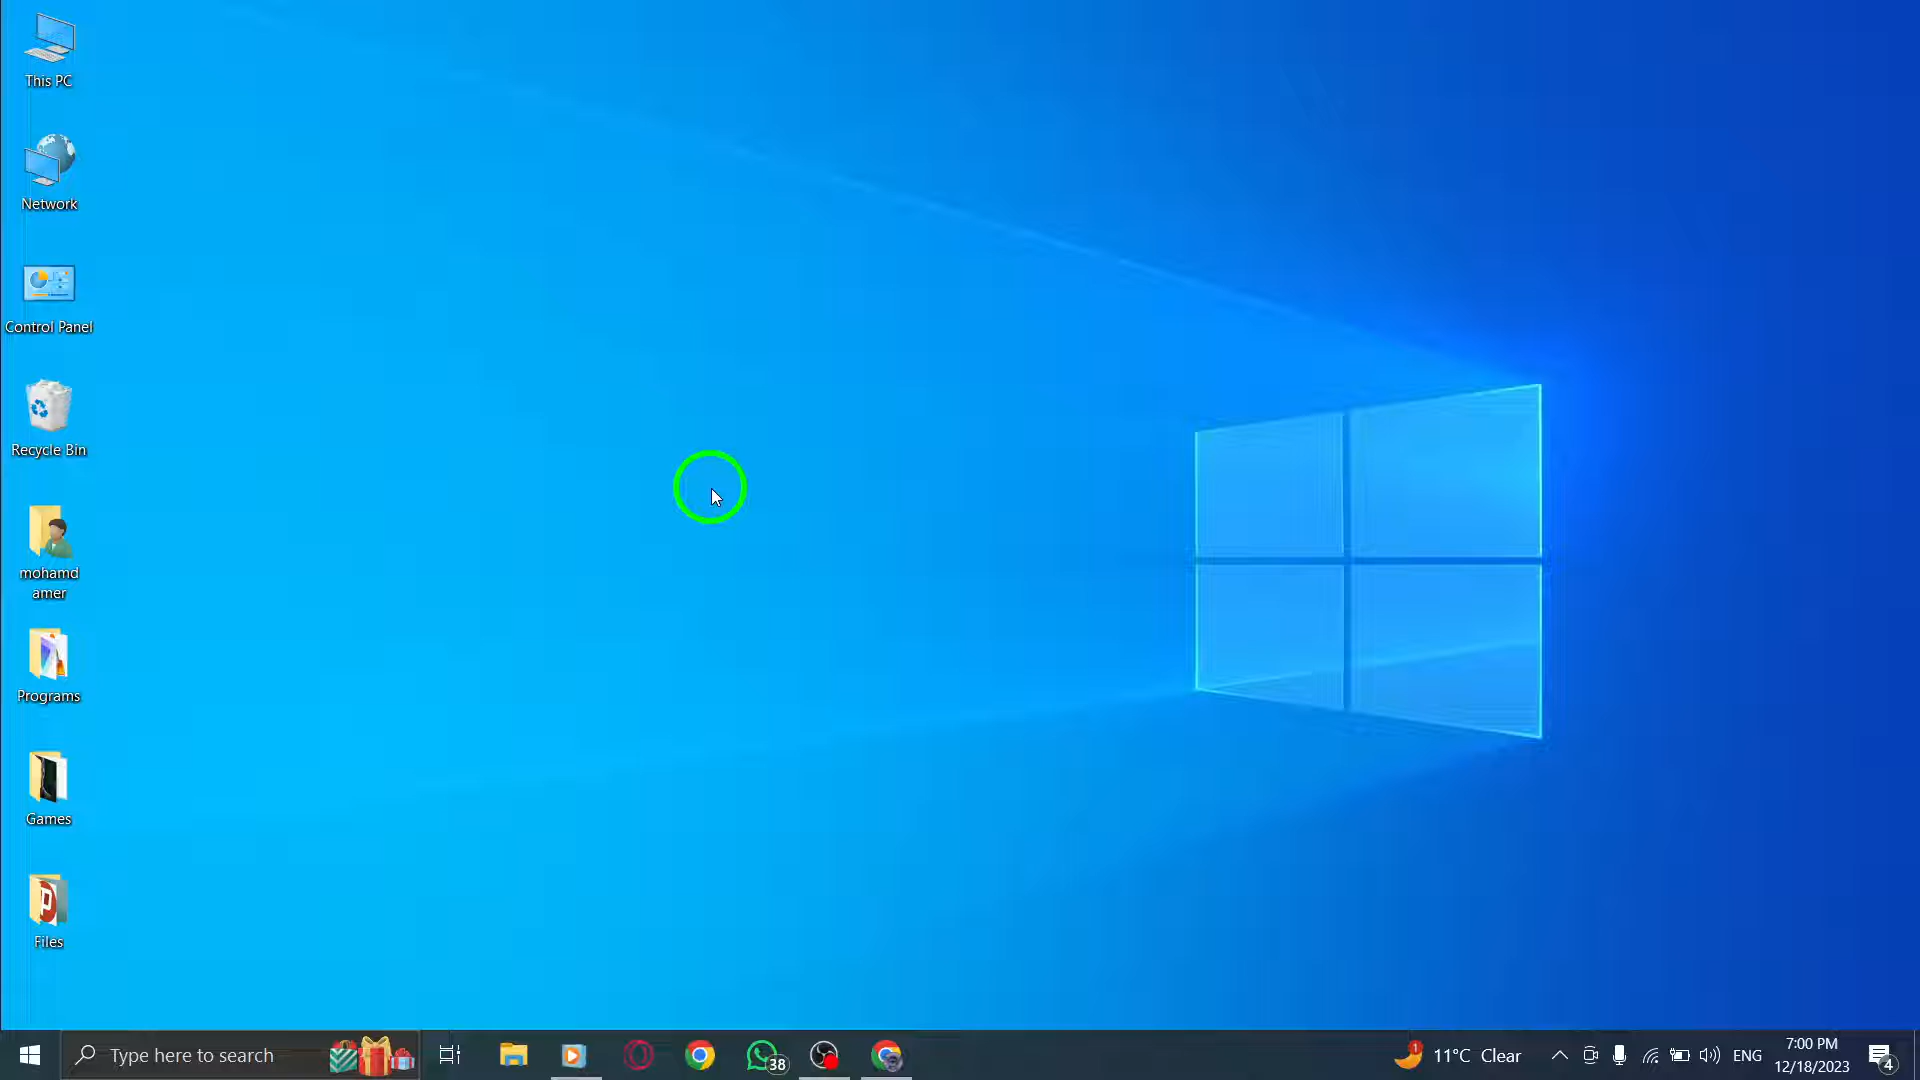 This PC
Network
Control Panel
Recycle Bin
mohamd
amer
Programs
Games
Files
Type here to search
38
1
11°C Clear
ENG
7:00 PM
12/18/2023
4